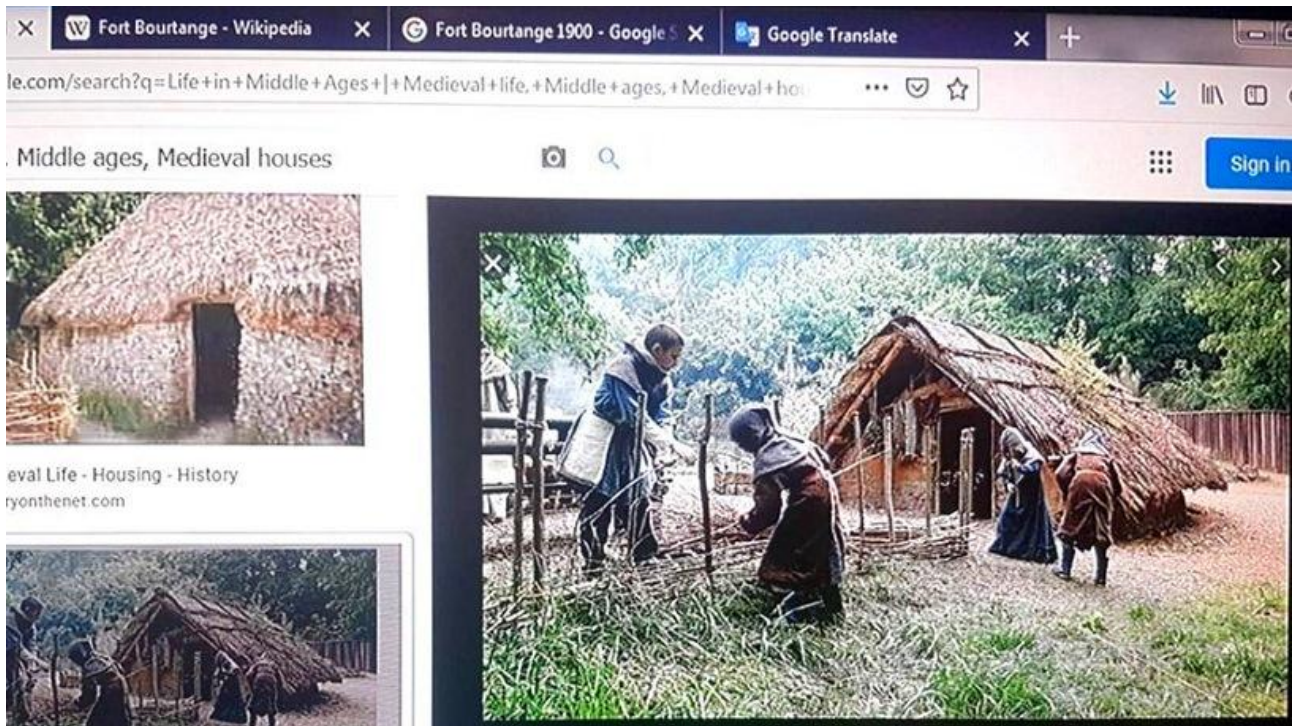 Fort Bourtange - Wikipedia
Fort Bourtange 1900 - Google S
Google Translate
le.com/search?q=Life+in+Middle+Ages+|+Medieval+life,+Middle+ages,+Medieval+hou
. Middle ages, Medieval houses
Sign in
eval Life - Housing - History
ryonthenet.com